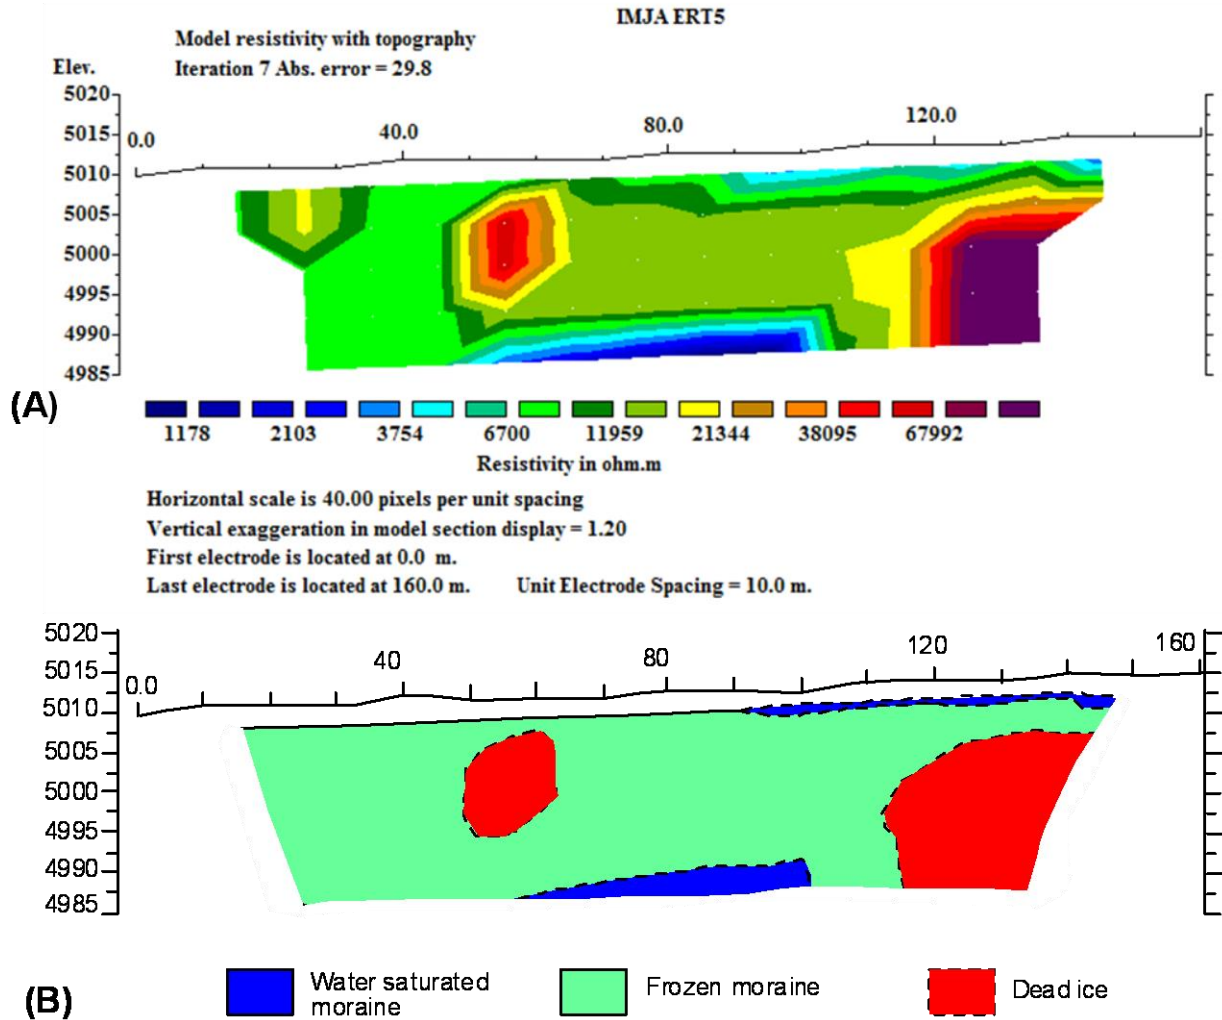 IMJA ERT5
Model resistivity with topography
Elev. Iteration 7 Abs. error = 29.8
5020
5015
5010
5005
5000
4995
4990
4985
0.0 40.0 80.0 120.0
(A)
1178 2103 3754 6700 11959 21344 38095 67992
Resistivity in ohm.m
Horizontal scale is 40.00 pixels per unit spacing
Vertical exaggeration in model section display = 1.20
First electrode is located at 0.0 m.
Last electrode is located at 160.0 m. Unit Electrode Spacing = 10.0 m.
5020
5015
5010
5005
5000
4995
4990
4985
0.0 40 80 120 160
(B)
Water saturated
moraine
Frozen moraine
Dead ice